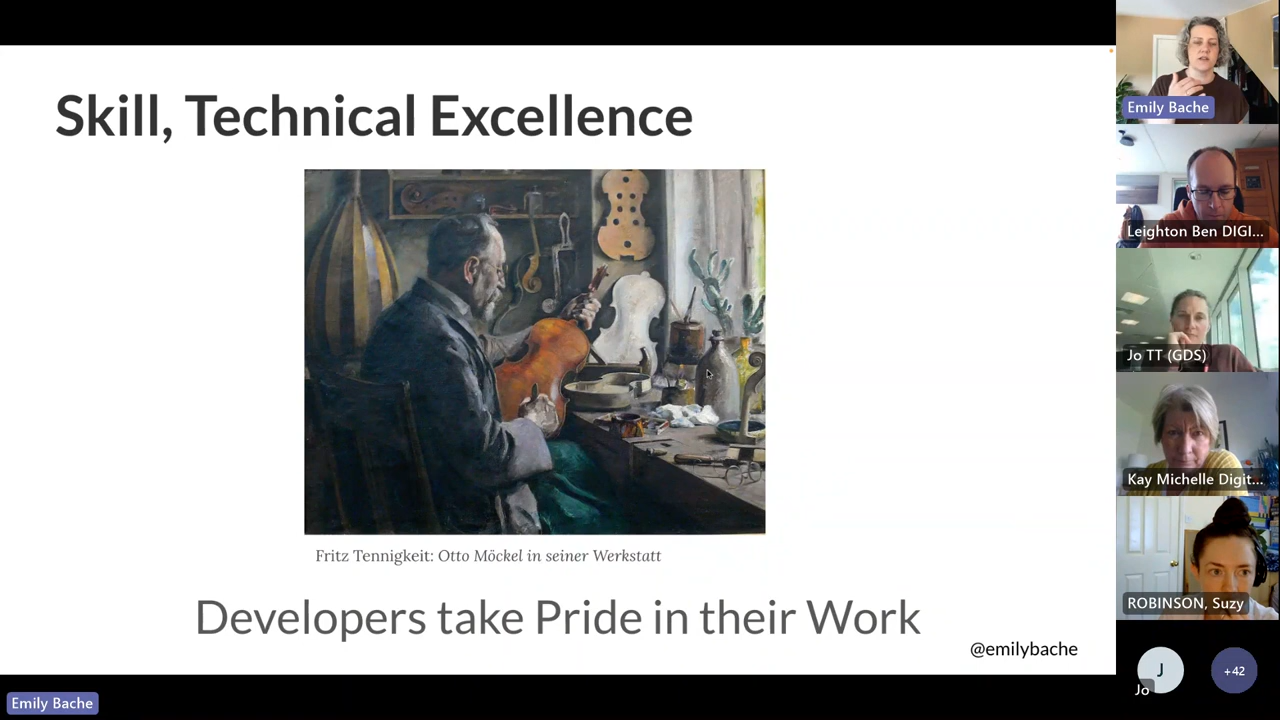 Skill, Technical Excellence
Fritz Tennigkeit: Otto Möckel in seiner Werkstatt
Developers take Pride in their Work
@emilybache
Emily Bache
Emily Bache
Leighton Ben DIGI...
Jo TT (GDS)
Kay Michelle Digit...
ROBINSON, Suzy
J
Jo
+42